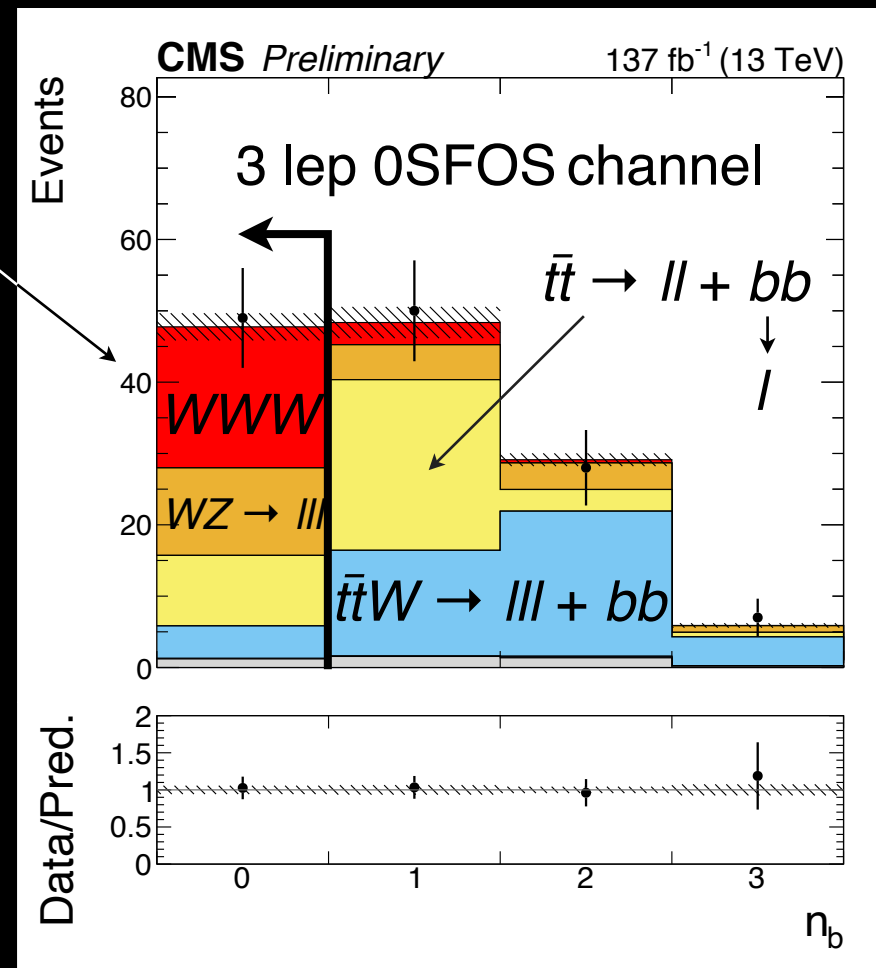 CMS Preliminary 137 fb⁻¹ (13 TeV)
Events
80
3 lep 0SFOS channel
60
tt̄ → ll + bb
↓
l
40
WWW
WZ → lll
20
tt̄W → lll + bb
0
Data/Pred.
2
1.5
1
0.5
0
0 1 2 3
n_b